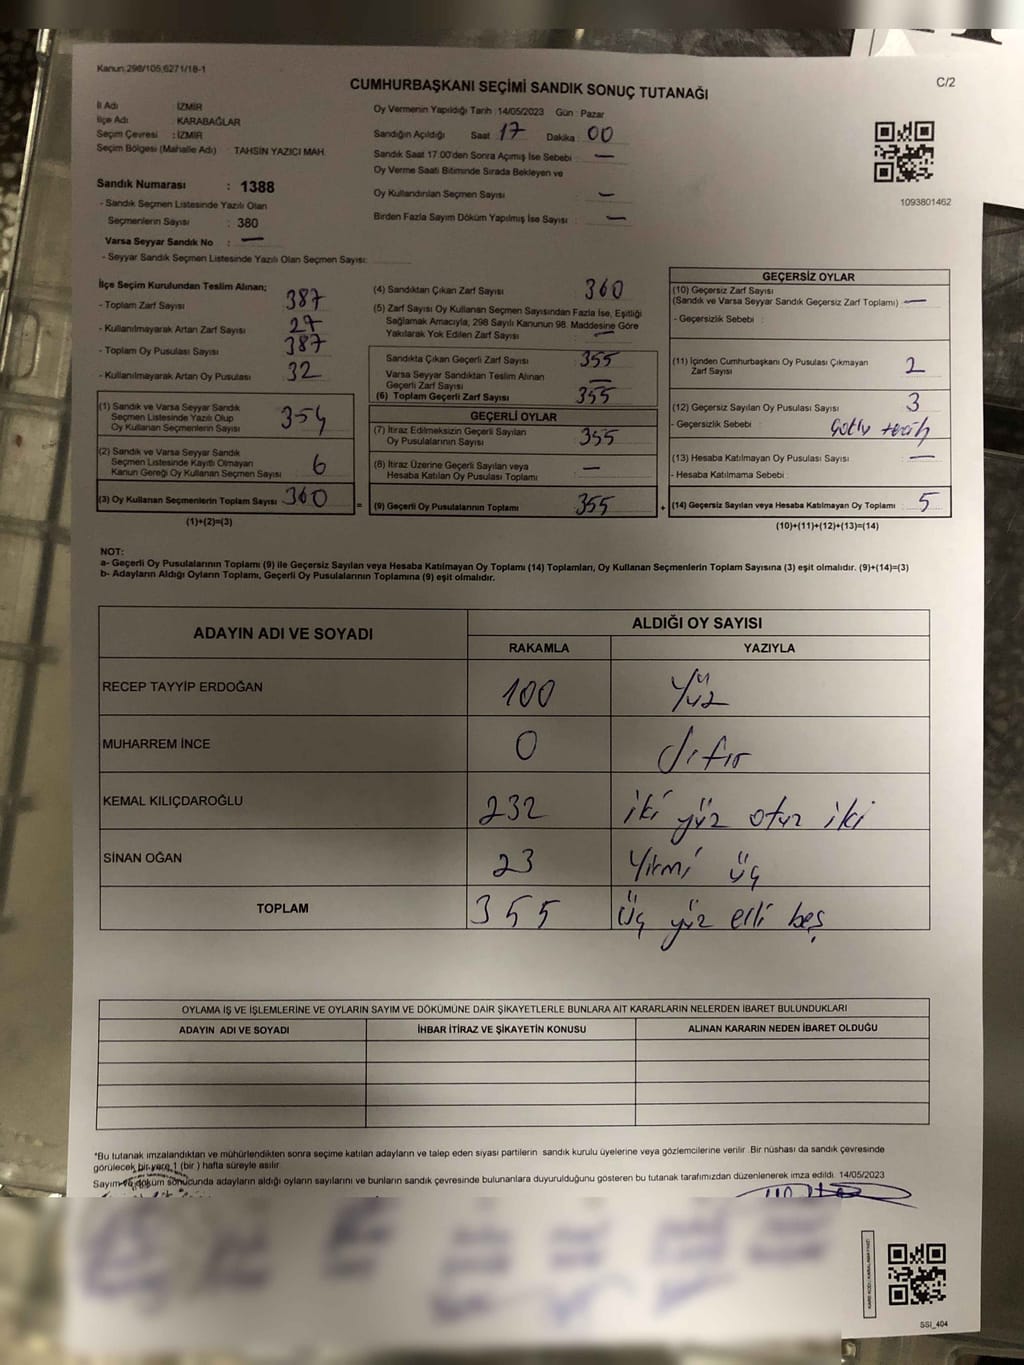 Kanun:298/105,6271/18-1
C/2
CUMHURBAŞKANI SEÇİMİ SANDIK SONUÇ TUTANAĞI
İl Adı İZMİR
İlçe Adı KARABAĞLAR
Seçim Çevresi : İZMİR
Seçim Bölgesi (Mahalle Adı) : TAHSİN YAZICI MAH.
Sandık Numarası : 1388
- Sandık Seçmen Listesinde Yazılı Olan
Seçmenlerin Sayısı : 380
Varsa Seyyar Sandık No : —
- Seyyar Sandık Seçmen Listesinde Yazılı Olan Seçmen Sayısı:
Oy Vermenin Yapıldığı Tarih :14/05/2023 Gün : Pazar
Sandığın Açıldığı Saat 17 Dakika : 00
Sandık Saat 17.00'den Sonra Açımış İse Sebebi : —
Oy Verme Saati Bitiminde Sırada Bekleyen ve
Oy Kullandırılan Seçmen Sayısı —
Birden Fazla Sayım Döküm Yapılmış İse Sayısı : —
1093801462
İlçe Seçim Kurulundan Teslim Alınan;
- Toplam Zarf Sayısı 387
- Kullanılmayarak Artan Zarf Sayısı 27
- Toplam Oy Pusulası Sayısı 387
- Kullanılmayarak Artan Oy Pusulası 32
(1) Sandık ve Varsa Seyyar Sandık
Seçmen Listesinde Yazılı Olup
Oy Kullanan Seçmenlerin Sayısı 354
(2) Sandık ve Varsa Seyyar Sandık
Seçmen Listesinde Kayıtlı Olmayan
Kanun Gereği Oy Kullanan Seçmen Sayısı 6
(3) Oy Kullanan Seçmenlerin Toplam Sayısı 360
(1)+(2)=(3)
(4) Sandıktan Çıkan Zarf Sayısı 360
(5) Zarf Sayısı Oy Kullanan Seçmen Sayısından Fazla İse, Eşitliği
Sağlamak Amacıyla, 298 Sayılı Kanunun 98. Maddesine Göre
Yakılarak Yok Edilen Zarf Sayısı : —
Sandıkta Çıkan Geçerli Zarf Sayısı 355
Varsa Seyyar Sandıktan Teslim Alınan
Geçerli Zarf Sayısı —
(6) Toplam Geçerli Zarf Sayısı 355
GEÇERLİ OYLAR
(7) İtiraz Edilmeksizin Geçerli Sayılan
Oy Pusulalarının Sayısı 355
(8) İtiraz Üzerine Geçerli Sayılan veya
Hesaba Katılan Oy Pusulası Toplamı —
= (9) Geçerli Oy Pusulalarının Toplamı 355
GEÇERSİZ OYLAR
(10) Geçersiz Zarf Sayısı
(Sandık ve Varsa Seyyar Sandık Geçersiz Zarf Toplamı) —
- Geçersizlik Sebebi :
(11) İçinden Cumhurbaşkanı Oy Pusulası Çıkmayan
Zarf Sayısı 2
(12) Geçersiz Sayılan Oy Pusulası Sayısı 3
- Geçersizlik Sebebi
(13) Hesaba Katılmayan Oy Pusulası Sayısı : —
- Hesaba Katılmama Sebebi :
+ (14) Geçersiz Sayılan veya Hesaba Katılmayan Oy Toplamı 5
(10)+(11)+(12)+(13)=(14)
NOT:
a- Geçerli Oy Pusulalarının Toplamı (9) ile Geçersiz Sayılan veya Hesaba Katılmayan Oy Toplamı (14) Toplamları, Oy Kullanan Seçmenlerin Toplam Sayısına (3) eşit olmalıdır. (9)+(14)=(3)
b- Adayların Aldığı Oyların Toplamı, Geçerli Oy Pusulalarının Toplamına (9) eşit olmalıdır.
ADAYIN ADI VE SOYADI
ALDIĞI OY SAYISI
RAKAMLA YAZIYLA
RECEP TAYYİP ERDOĞAN 100 Yüz
MUHARREM İNCE 0 sıfır
KEMAL KILIÇDAROĞLU 232 iki yüz otuz iki
SİNAN OĞAN 23 Yirmi üç
TOPLAM 355 Üç yüz elli beş
OYLAMA İŞ VE İŞLEMLERİNE VE OYLARIN SAYIM VE DÖKÜMÜNE DAİR ŞİKAYETLERLE BUNLARA AİT KARARLARIN NELERDEN İBARET BULUNDUKLARI
ADAYIN ADI VE SOYADI İHBAR İTİRAZ VE ŞİKAYETİN KONUSU ALINAN KARARIN NEDEN İBARET OLDUĞU
*Bu tutanak imzalandıktan ve mühürlendikten sonra seçime katılan adayların ve talep eden siyasi partilerin sandık kurulu üyelerine veya gözlemcilerine verilir. Bir nüshası da sandık çevresinde
görülecek bir yere 1 (bir ) hafta süreyle asılır.
Sayım ve döküm sonucunda adayların aldığı oyların sayılarını ve bunların sandık çevresinde bulunanlara duyurulduğunu gösteren bu tutanak tarafımızdan düzenlenerek imza edildi. 14/05/2023
SSI_404